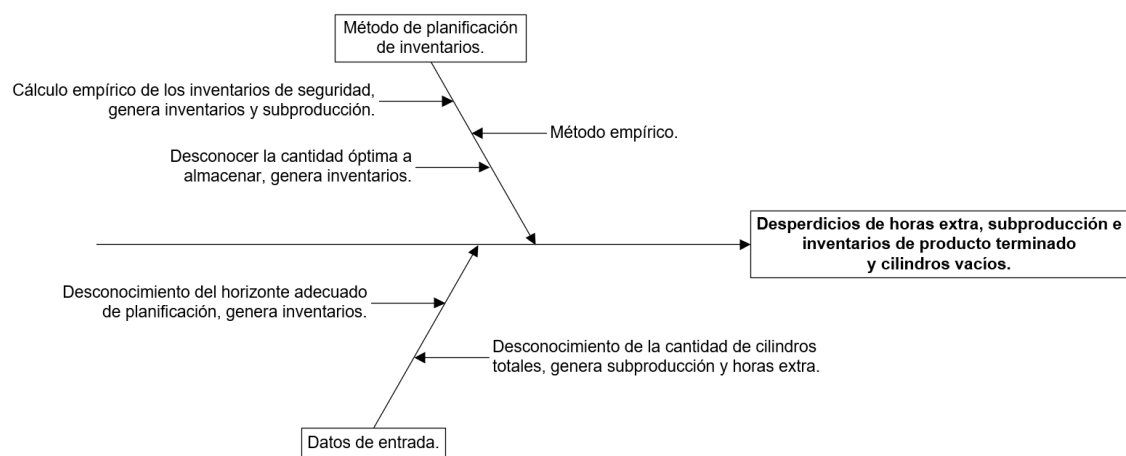 Método de planificación
de inventarios.
Cálculo empírico de los inventarios de seguridad,
genera inventarios y subproducción.
Método empírico.
Desconocer la cantidad óptima a
almacenar, genera inventarios.
Desperdicios de horas extra, subproducción e
inventarios de producto terminado
y cilindros vacíos.
Desconocimiento del horizonte adecuado
de planificación, genera inventarios.
Desconocimiento de la cantidad de cilindros
totales, genera subproducción y horas extra.
Datos de entrada.